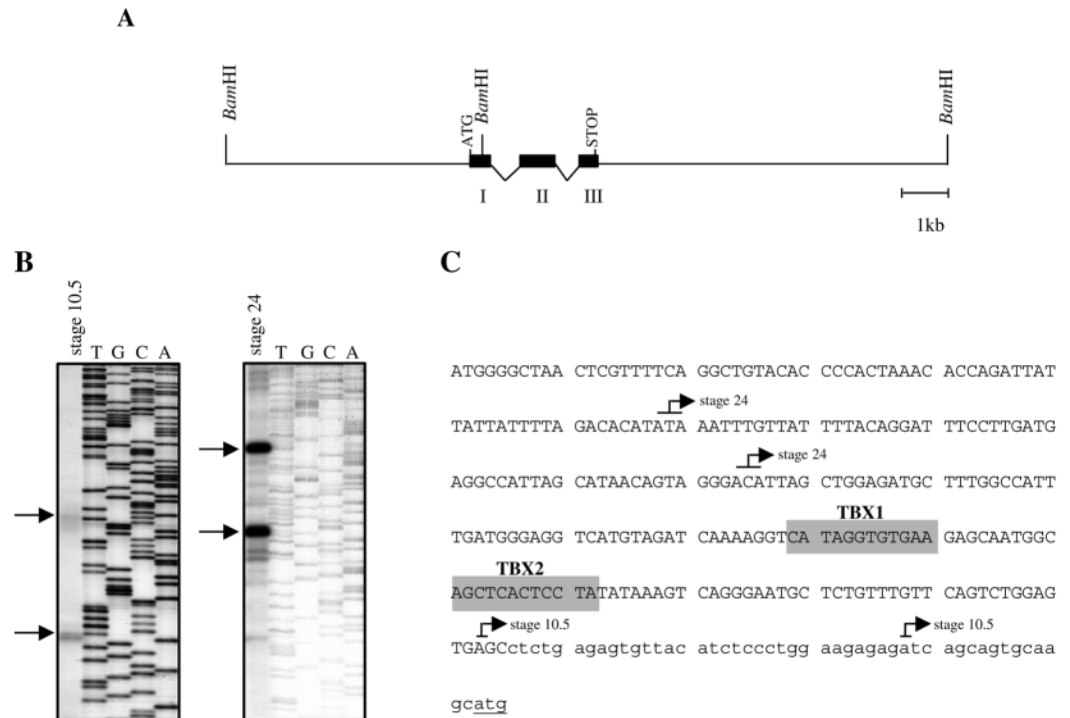 A
BamHI
ATG
BamHI
STOP
BamHI
I II III
1kb
B
stage 10.5
T G C A
stage 24
T G C A
C
ATGGGGCTAA CTCGTTTTCA GGCTGTACAC CCCACTAAAC ACCAGATTAT
stage 24
TATTATTTTA GACACATATA AATTTGTTAT TTTACAGGAT TTCCTTGATG
stage 24
AGGCCATTAG CATAACAGTA GGGACATTAG CTGGAGATGC TTTGGCCATT
TBX1
TGATGGGAGG TCATGTAGAT CAAAAGGTCA TAGGTGTGAA GAGCAATGGC
TBX2
AGCTCACTCC TATATAAAGT CAGGGAATGC TCTGTTTGTT CAGTCTGGAG
stage 10.5 stage 10.5
TGAGCctctg agagtgttac atctccctgg aagagagatc agcagtgcaa
gcatg